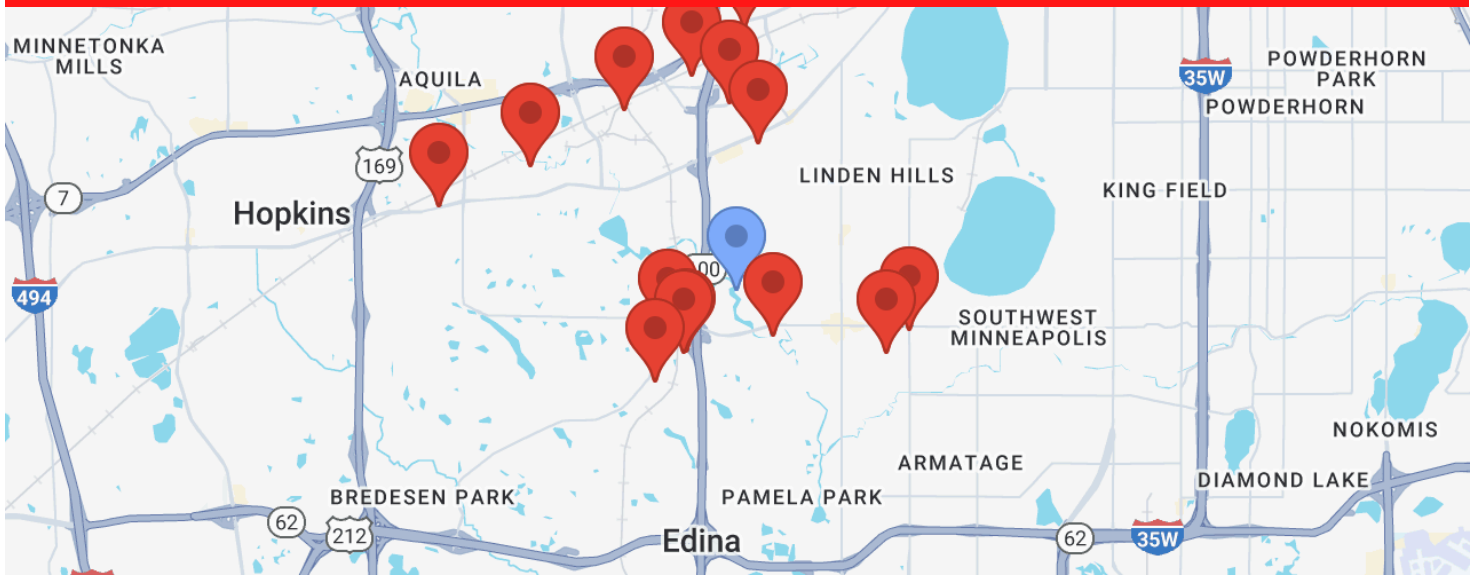 MINNETONKA
MILLS
AQUILA
35W
POWDERHORN
PARK
POWDERHORN
169
LINDEN HILLS
KING FIELD
7
Hopkins
00
494
SOUTHWEST
MINNEAPOLIS
NOKOMIS
ARMATAGE
DIAMOND LAKE
BREDESEN PARK
PAMELA PARK
62
212
Edina
62
35W